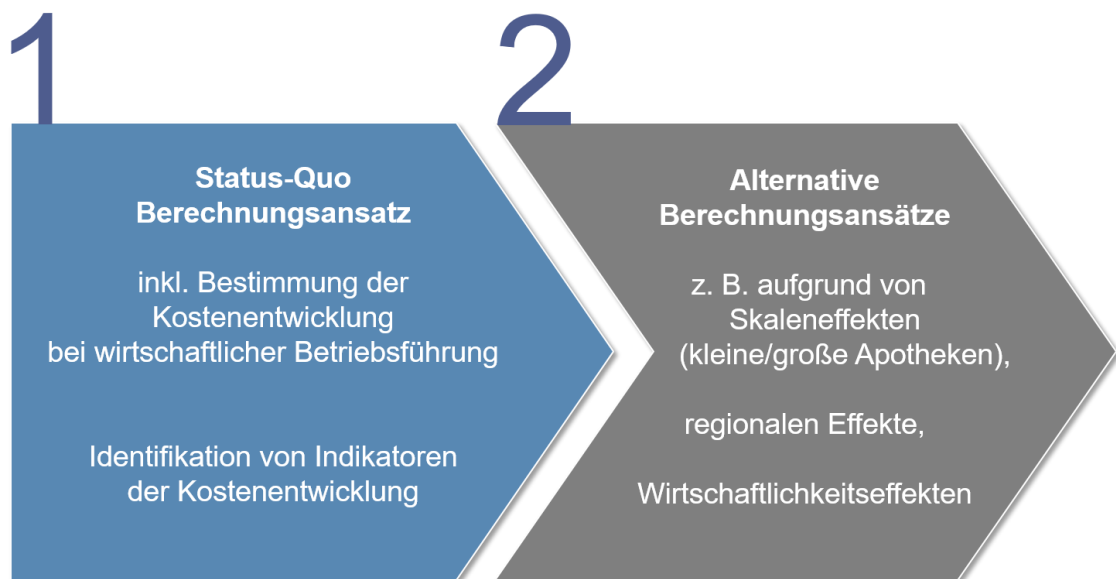 1
Status-Quo
Berechnungsansatz
inkl. Bestimmung der
Kostenentwicklung
bei wirtschaftlicher Betriebsführung
Identifikation von Indikatoren
der Kostenentwicklung
2
Alternative
Berechnungsansätze
z. B. aufgrund von
Skaleneffekten
(kleine/große Apotheken),
regionalen Effekte,
Wirtschaftlichkeitseffekten